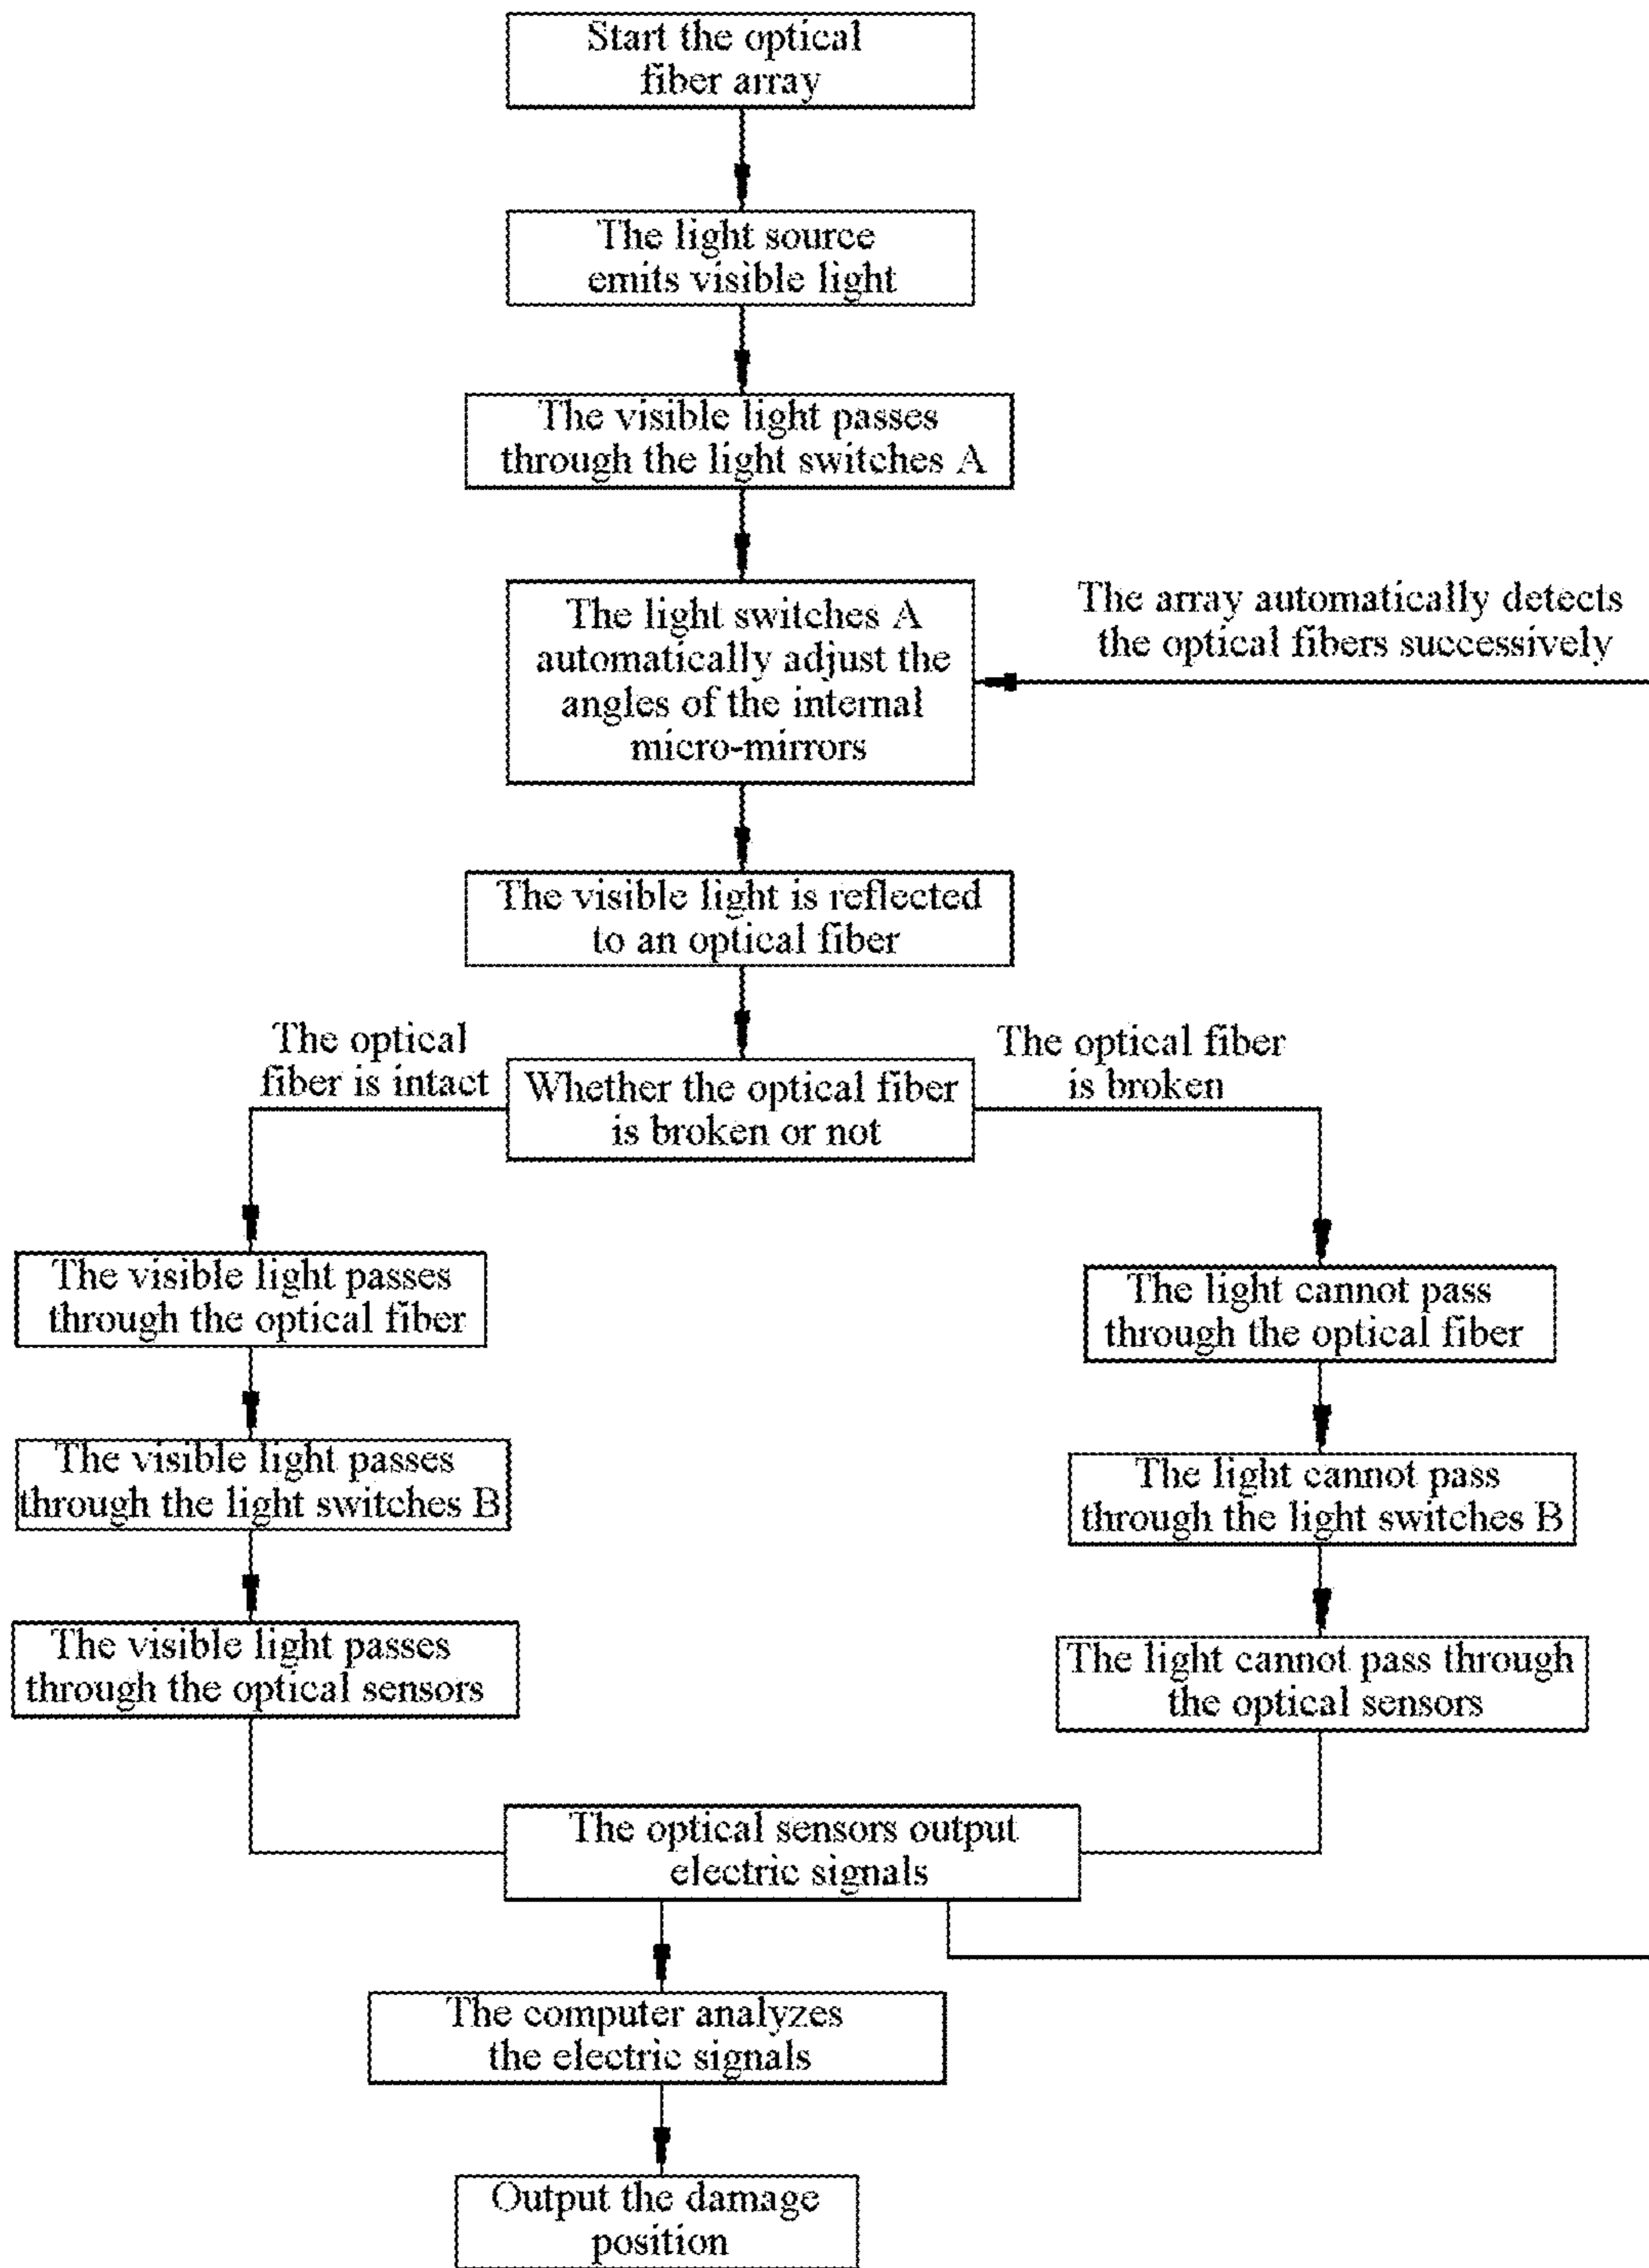 Start the optical
fiber array
The light source
emits visible light
The visible light passes
through the light switches A
The light switches A
automatically adjust the
angles of the internal
micro-mirrors
The array automatically detects
the optical fibers successively
The visible light is reflected
to an optical fiber
The optical
fiber is intact
Whether the optical fiber
is broken or not
The optical fiber
is broken
The visible light passes
through the optical fiber
The light cannot pass
through the optical fiber
The visible light passes
through the light switches B
The light cannot pass
through the light switches B
The visible light passes
through the optical sensors
The light cannot pass through
the optical sensors
The optical sensors output
electric signals
The computer analyzes
the electric signals
Output the damage
position